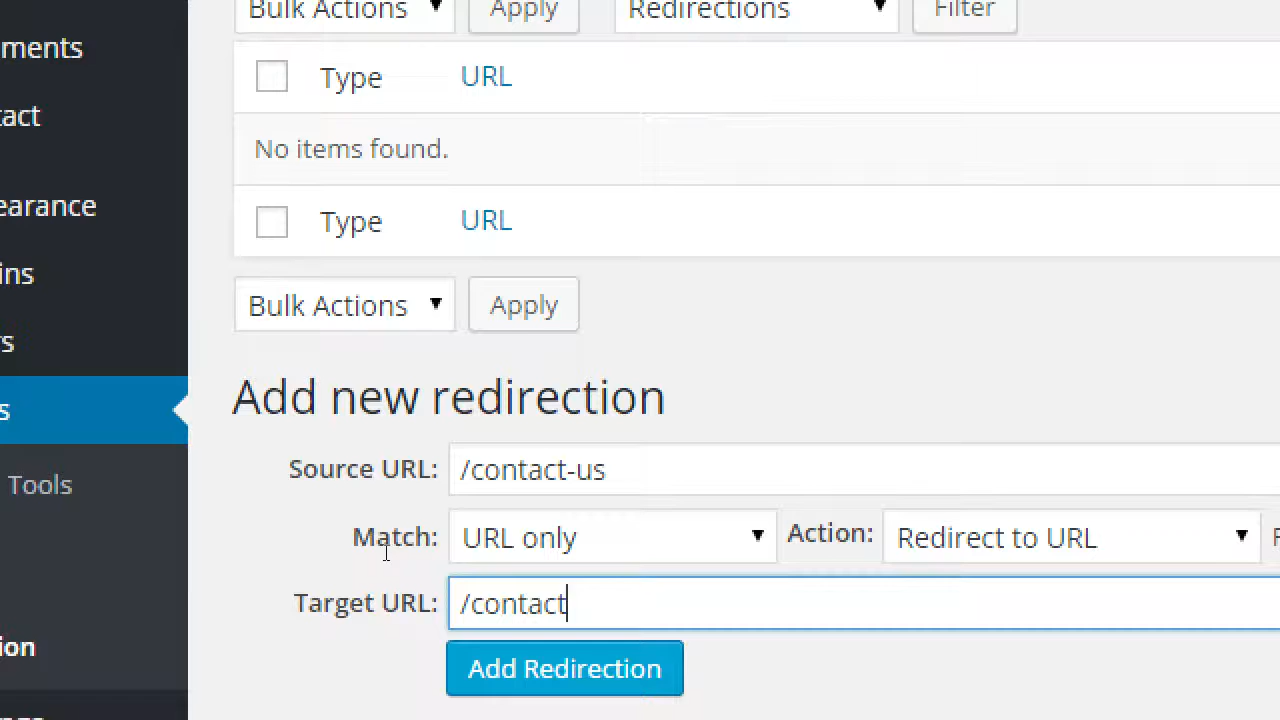 Bulk Actions Apply Redirections Filter
Type URL
No items found.
Type URL
Bulk Actions Apply
Add new redirection
Source URL: /contact-us
Match: URL only Action: Redirect to URL
Target URL: /contact
Add Redirection
ments
tact
earance
ins
rs
s
Tools
ion